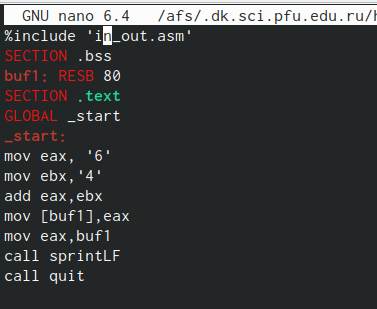 GNU nano 6.4 /afs/.dk.sci.pfu.edu.ru/h
%include 'in_out.asm'
SECTION .bss
buf1: RESB 80
SECTION .text
GLOBAL _start
_start:
mov eax, '6'
mov ebx,'4'
add eax,ebx
mov [buf1],eax
mov eax,buf1
call sprintLF
call quit